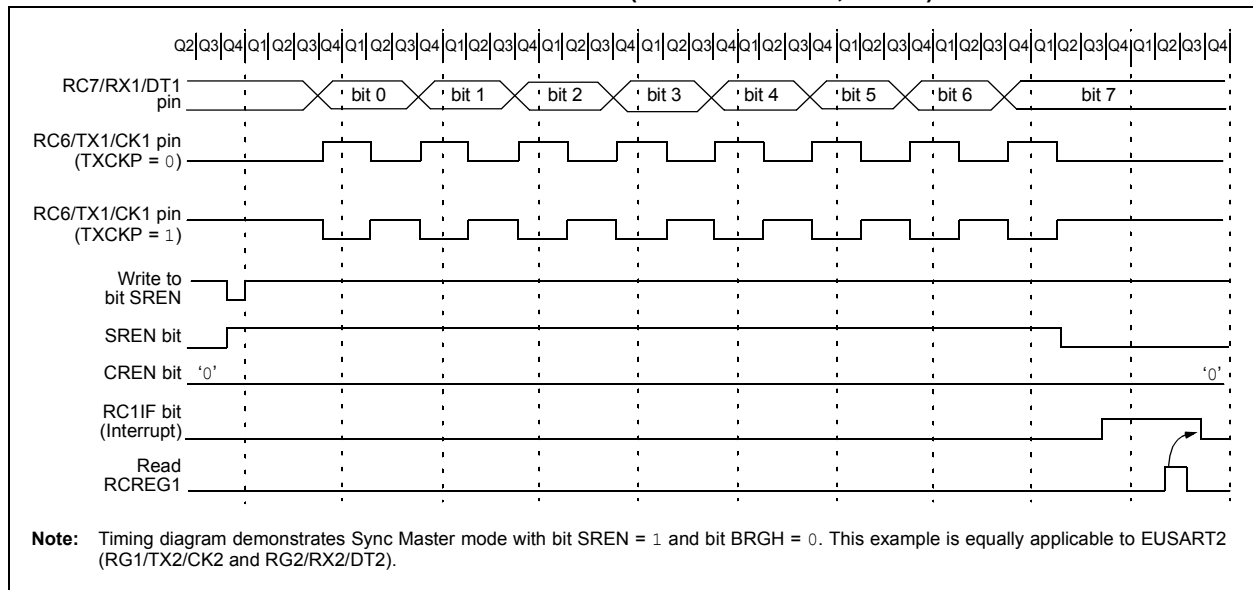 Q2 Q3 Q4 Q1 Q2 Q3 Q4 Q1 Q2 Q3 Q4 Q1 Q2 Q3 Q4 Q1 Q2 Q3 Q4 Q1 Q2 Q3 Q4 Q1 Q2 Q3 Q4 Q1 Q2 Q3 Q4 Q1 Q2 Q3 Q4 Q1 Q2 Q3 Q4 Q1 Q2 Q3 Q4
RC7/RX1/DT1
pin
bit 0 bit 1 bit 2 bit 3 bit 4 bit 5 bit 6 bit 7
RC6/TX1/CK1 pin
(TXCKP = 0)
RC6/TX1/CK1 pin
(TXCKP = 1)
Write to
bit SREN
SREN bit
CREN bit ‘0’ ‘0’
RC1IF bit
(Interrupt)
Read
RCREG1
Note: Timing diagram demonstrates Sync Master mode with bit SREN = 1 and bit BRGH = 0. This example is equally applicable to EUSART2
(RG1/TX2/CK2 and RG2/RX2/DT2).